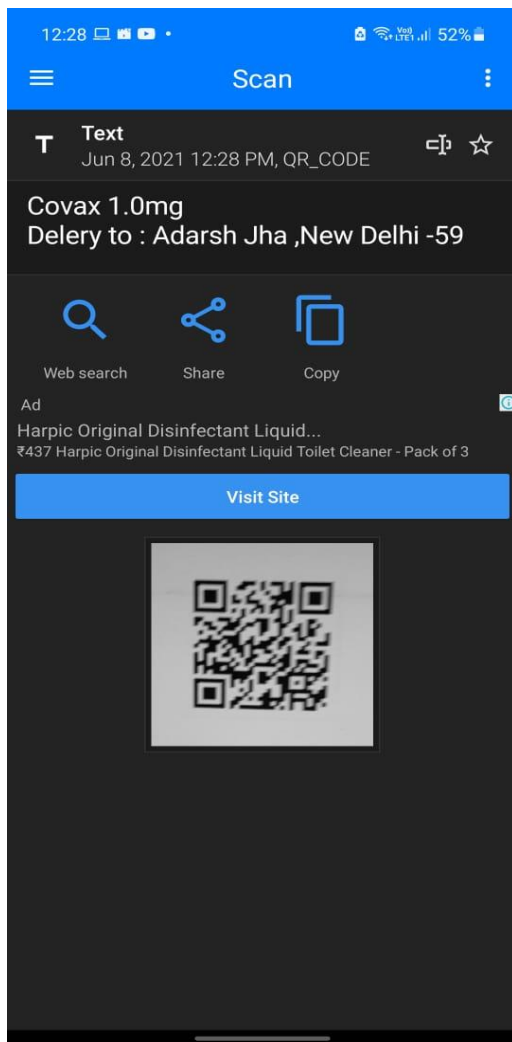 12:28
Vo)) LTE1 52%
Scan
T Text
Jun 8, 2021 12:28 PM, QR_CODE
Covax 1.0mg
Delery to : Adarsh Jha ,New Delhi -59
Web search Share Copy
Ad
Harpic Original Disinfectant Liquid...
₹437 Harpic Original Disinfectant Liquid Toilet Cleaner - Pack of 3
Visit Site